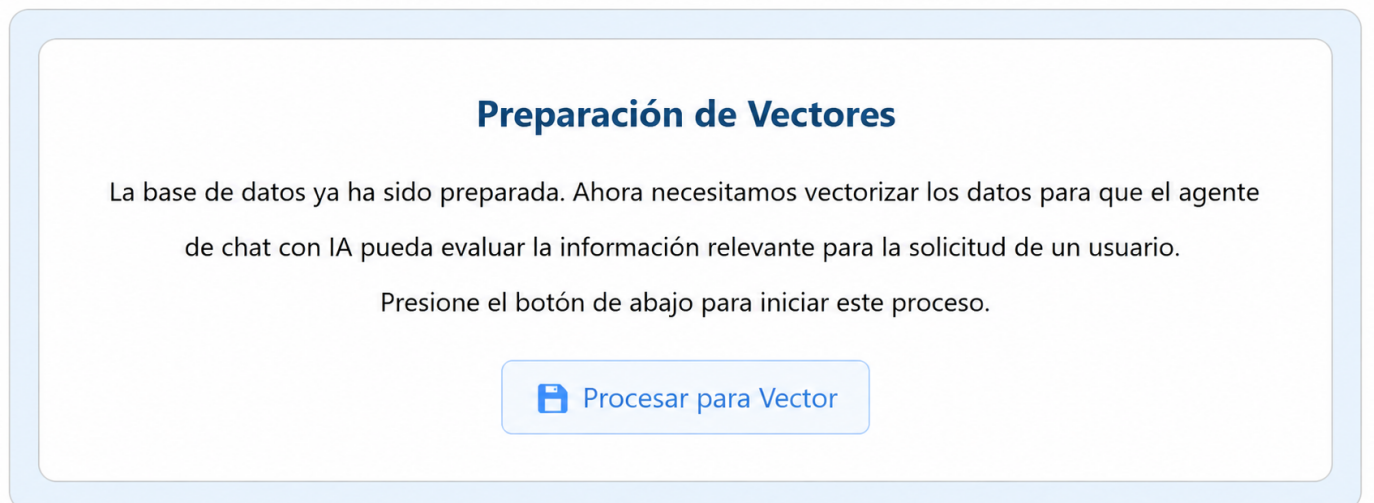 Preparación de Vectores
La base de datos ya ha sido preparada. Ahora necesitamos vectorizar los datos para que el agente
de chat con IA pueda evaluar la información relevante para la solicitud de un usuario.
Presione el botón de abajo para iniciar este proceso.
Procesar para Vector